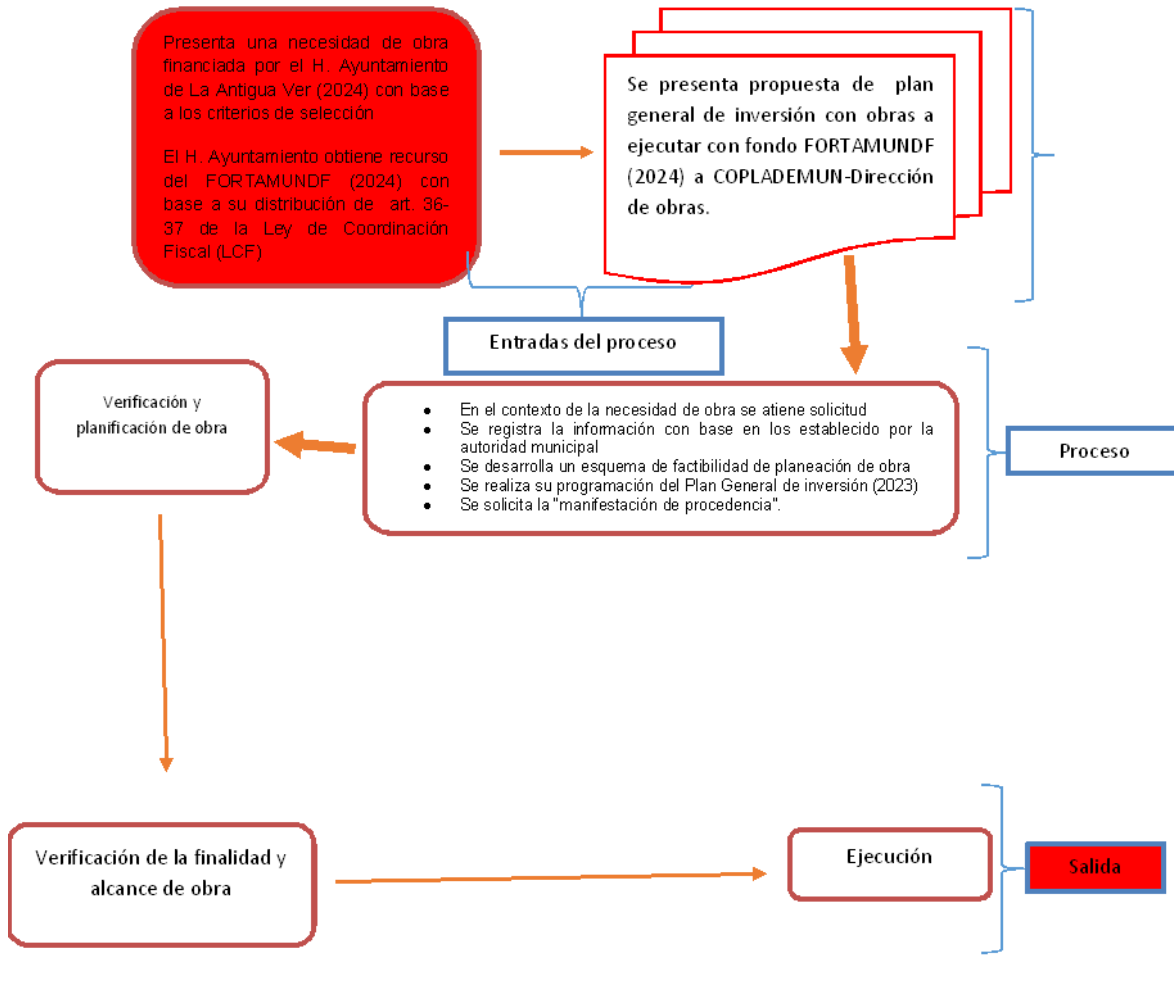 Presenta una necesidad de obra
financiada por el H. Ayuntamiento
de La Antigua Ver (2024) con base
a los criterios de selección
El H. Ayuntamiento obtiene recurso
del FORTAMUNDF (2024) con
base a su distribución de art. 36-
37 de la Ley de Coordinación
Fiscal (LCF)
Se presenta propuesta de plan
general de inversión con obras a
ejecutar con fondo FORTAMUNDF
(2024) a COPLADEMUN-Dirección
de obras.
Entradas del proceso
Verificación y
planificación de obra
• En el contexto de la necesidad de obra se atiene solicitud
• Se registra la información con base en los establecido por la
autoridad municipal
• Se desarrolla un esquema de factibilidad de planeación de obra
• Se realiza su programación del Plan General de inversión (2023)
• Se solicita la "manifestación de procedencia".
Proceso
Verificación de la finalidad y
alcance de obra
Ejecución
Salida